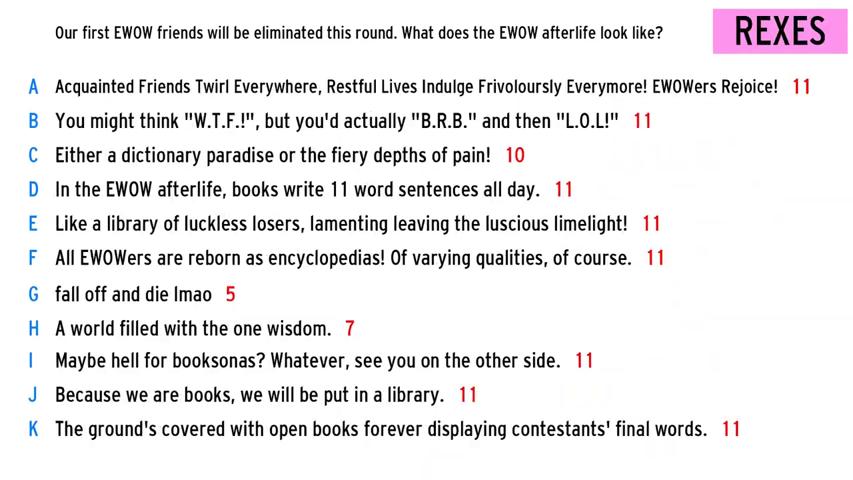 Our first EWOW friends will be eliminated this round. What does the EWOW afterlife look like?
REXES
A Acquainted Friends Twirl Everywhere, Restful Lives Indulge Frivoloursly Everymore! EWOWers Rejoice! 11
B You might think "W.T.F.!", but you'd actually "B.R.B." and then "L.O.L!" 11
C Either a dictionary paradise or the fiery depths of pain! 10
D In the EWOW afterlife, books write 11 word sentences all day. 11
E Like a library of luckless losers, lamenting leaving the luscious limelight! 11
F All EWOWers are reborn as encyclopedias! Of varying qualities, of course. 11
G fall off and die lmao 5
H A world filled with the one wisdom. 7
I Maybe hell for booksonas? Whatever, see you on the other side. 11
J Because we are books, we will be put in a library. 11
K The ground's covered with open books forever displaying contestants' final words. 11